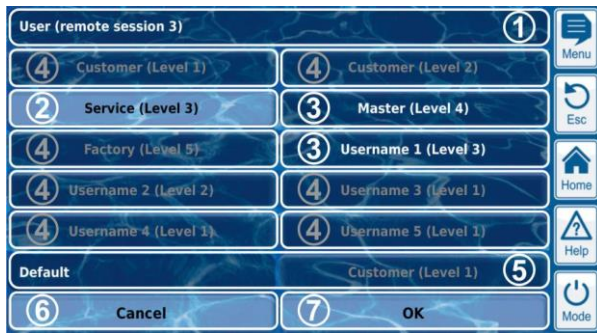 User (remote session 3) 1
Menu
4 Customer (Level 1) 4 Customer (Level 2)
2 Service (Level 3) 3 Master (Level 4)
Esc
4 Factory (Level 5) 3 Username 1 (Level 3)
Home
4 Username 2 (Level 2) 4 Username 3 (Level 1)
4 Username 4 (Level 1) 4 Username 5 (Level 1)
? Help
Default Customer (Level 1) 5
6 Cancel 7 OK
Mode